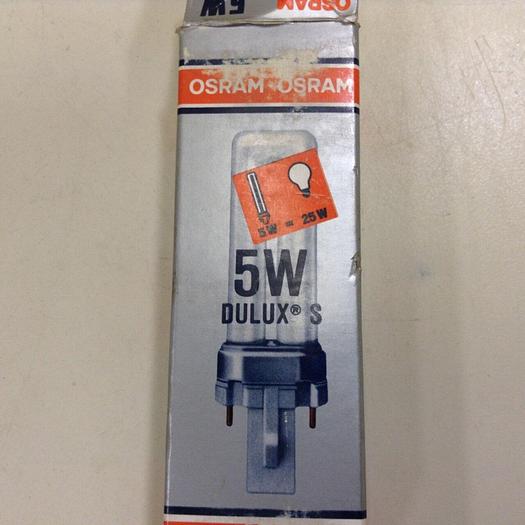 5W OSRAM
OSRAM OSRAM
5W = 25W
5W
DULUX® S